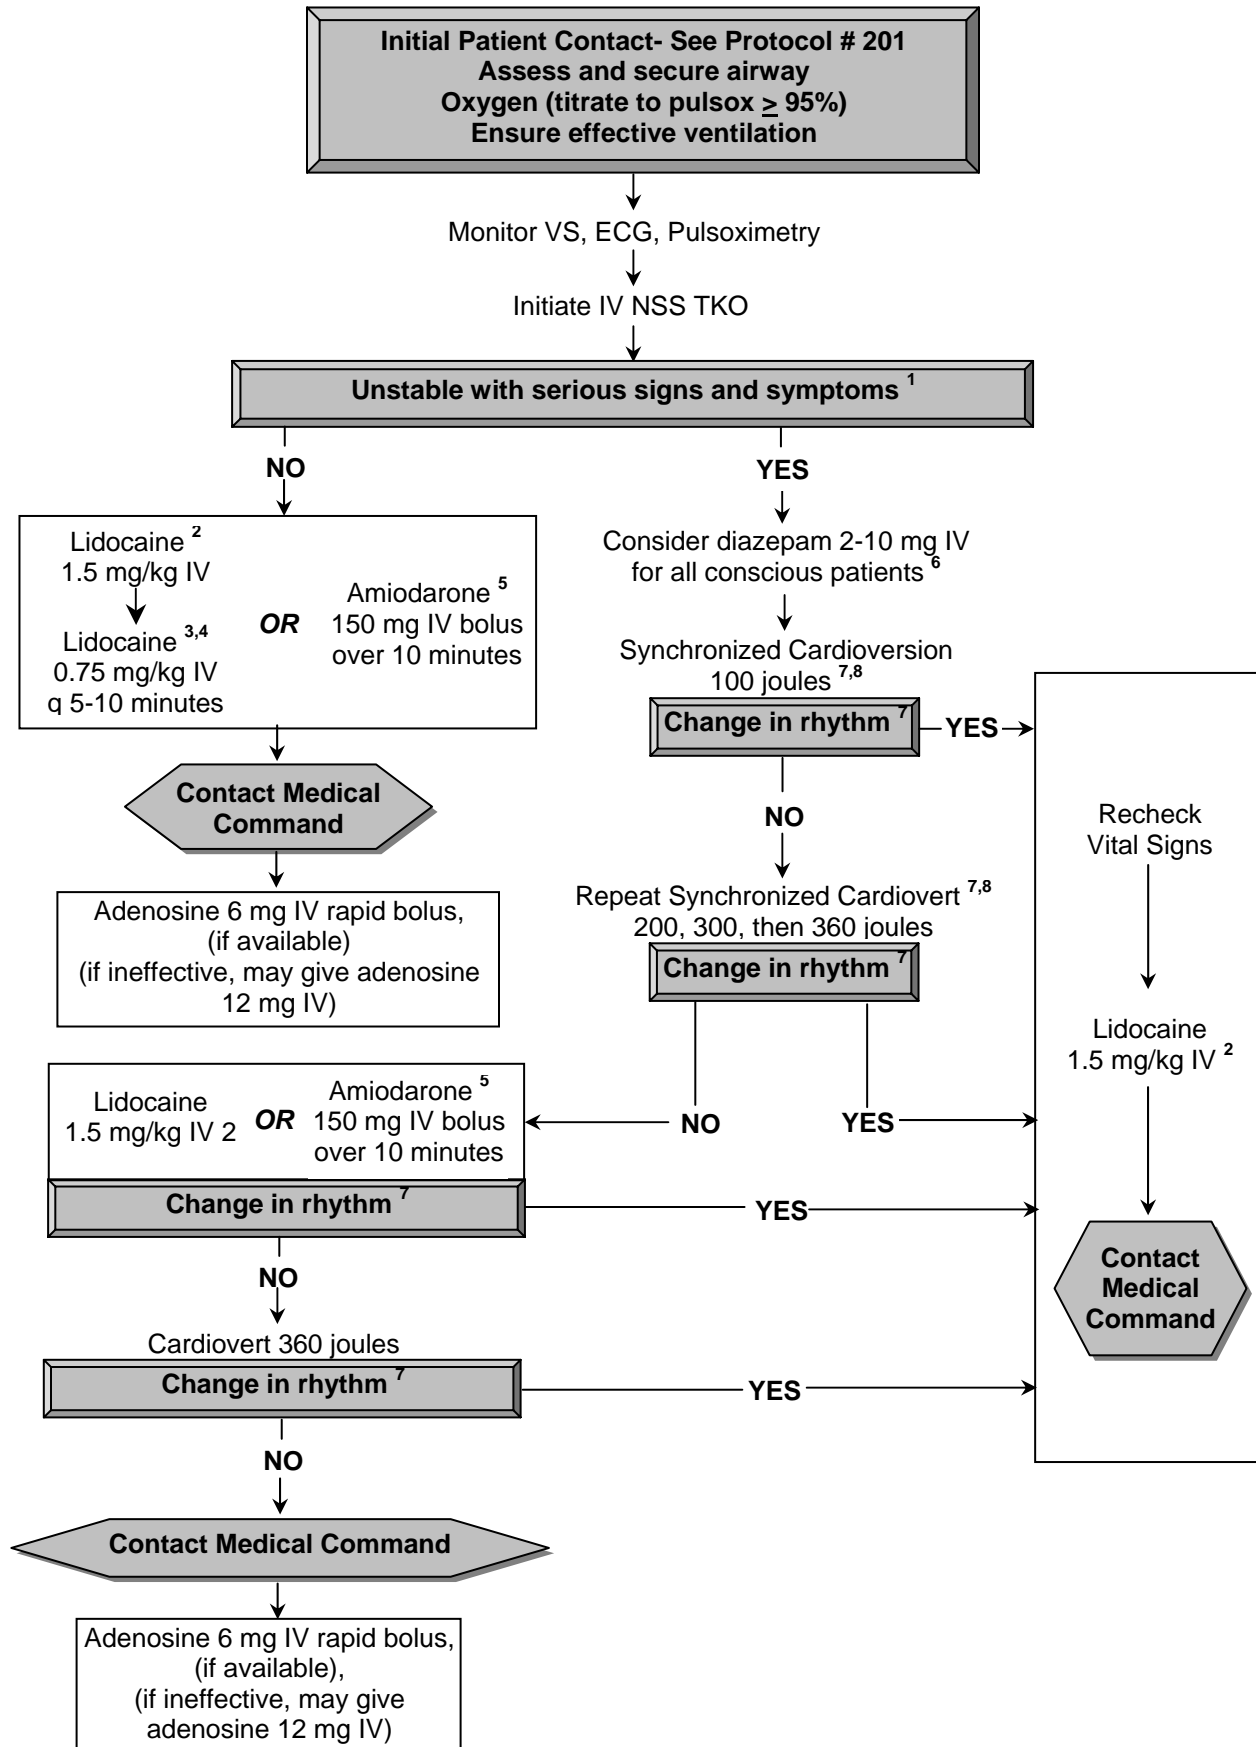 Initial Patient Contact- See Protocol # 201
Assess and secure airway
Oxygen (titrate to pulsox ≥ 95%)
Ensure effective ventilation
Monitor VS, ECG, Pulsoximetry
Initiate IV NSS TKO
Unstable with serious signs and symptoms 1
NO
Lidocaine 2
1.5 mg/kg IV
Lidocaine 3,4
0.75 mg/kg IV
q 5-10 minutes
OR
Amiodarone 5
150 mg IV bolus
over 10 minutes
Contact Medical
Command
Adenosine 6 mg IV rapid bolus,
(if available)
(if ineffective, may give adenosine
12 mg IV)
YES
Consider diazepam 2-10 mg IV
for all conscious patients 6
Synchronized Cardioversion
100 joules 7,8
Change in rhythm 7
YES
NO
Repeat Synchronized Cardiovert 7,8
200, 300, then 360 joules
Change in rhythm 7
NO
YES
Lidocaine
1.5 mg/kg IV 2
OR
Amiodarone 5
150 mg IV bolus
over 10 minutes
Change in rhythm 7
YES
NO
Cardiovert 360 joules
Change in rhythm 7
YES
NO
Contact Medical Command
Adenosine 6 mg IV rapid bolus,
(if available),
(if ineffective, may give
adenosine 12 mg IV)
Recheck
Vital Signs
Lidocaine
1.5 mg/kg IV 2
Contact
Medical
Command